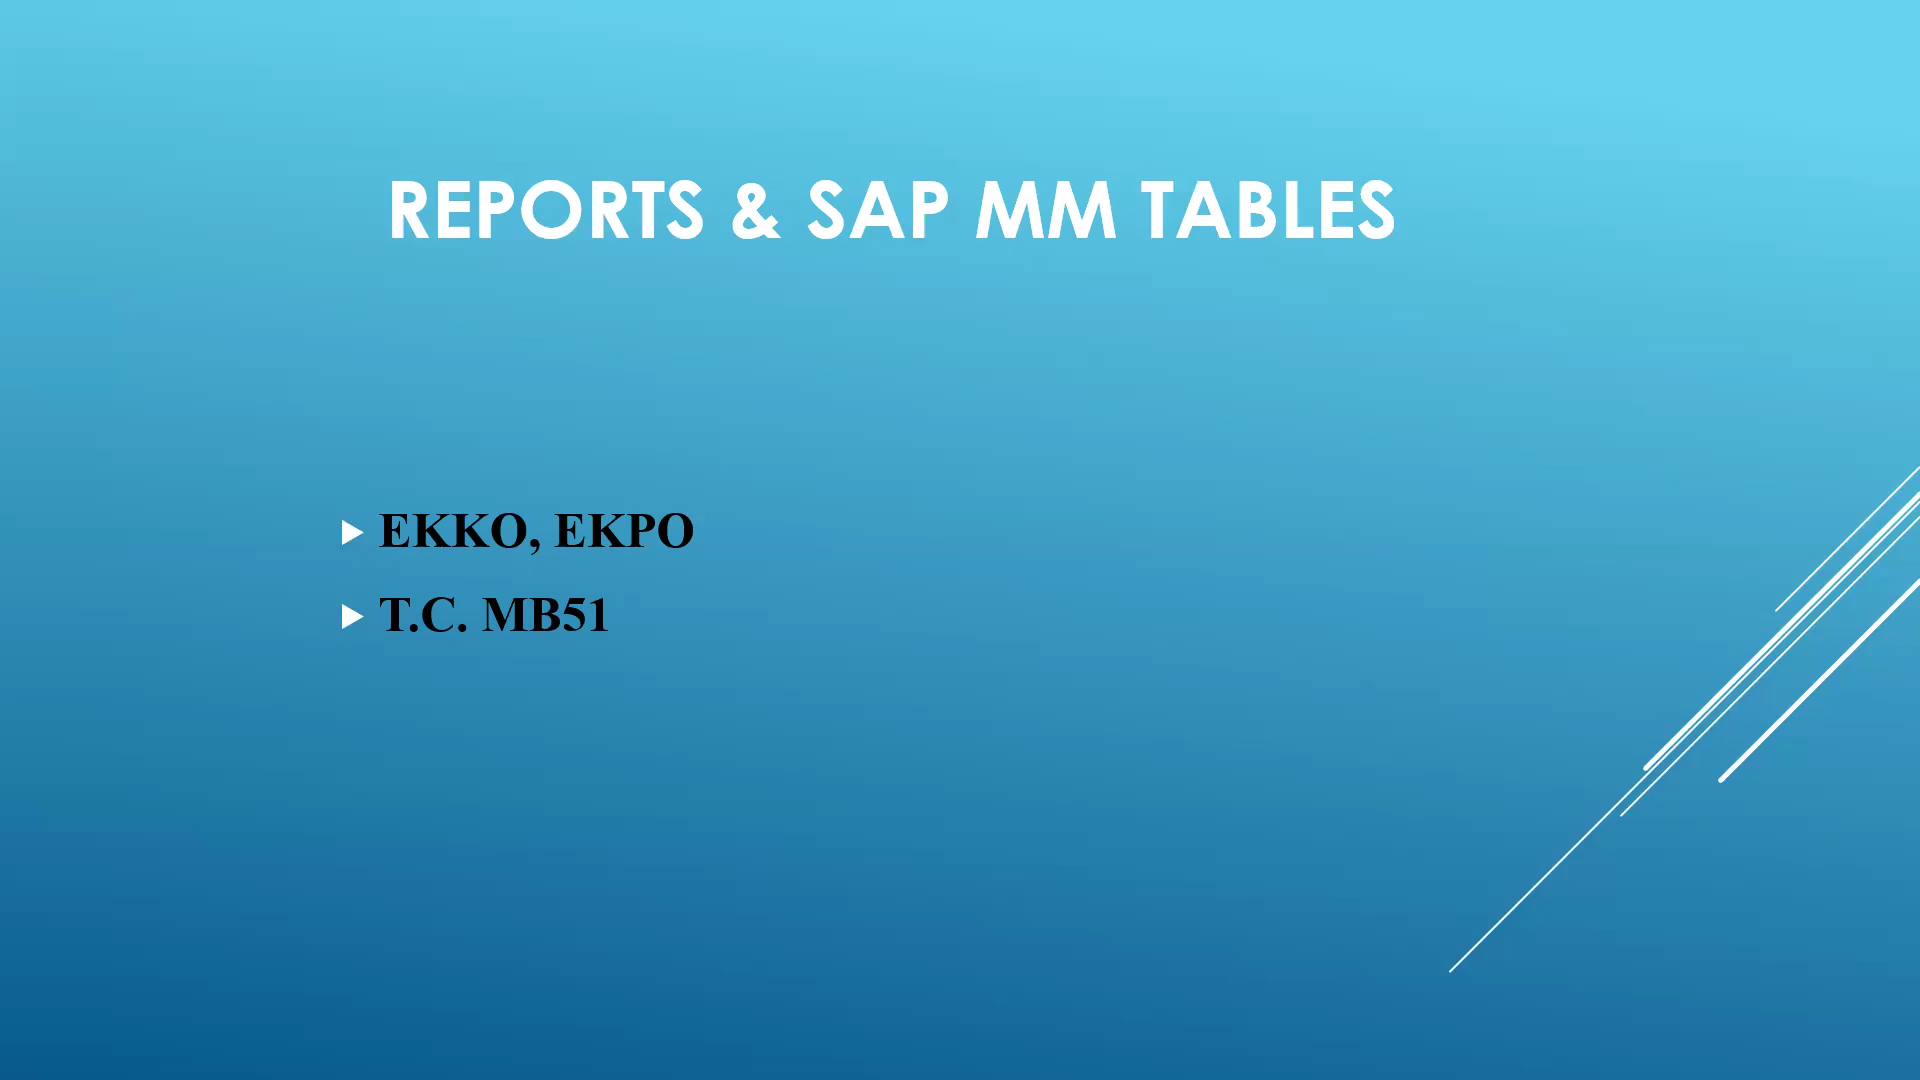 REPORTS & SAP MM TABLES
EKKO, EKPO
T.C. MB51